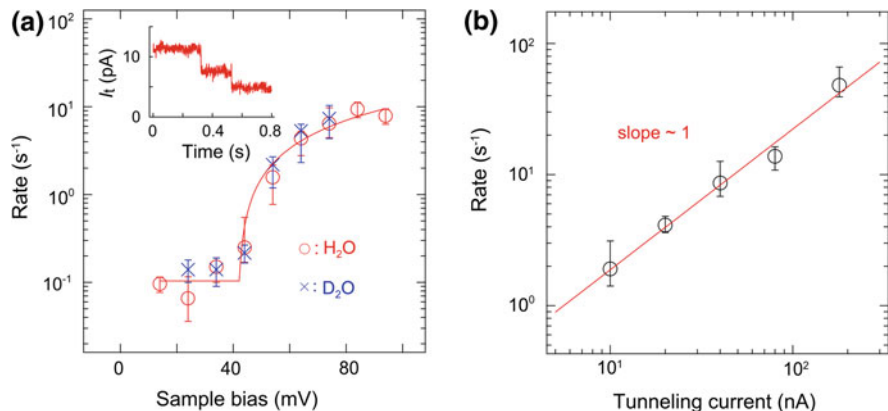 (a)
10²
10¹
10⁰
10⁻¹
Rate (s⁻¹)
0
40
80
Sample bias (mV)
10
0
Iₜ (pA)
0
0.4
0.8
Time (s)
○ : H₂O
× : D₂O
(b)
10²
10¹
10⁰
Rate (s⁻¹)
slope ~ 1
10¹
10²
Tunneling current (nA)